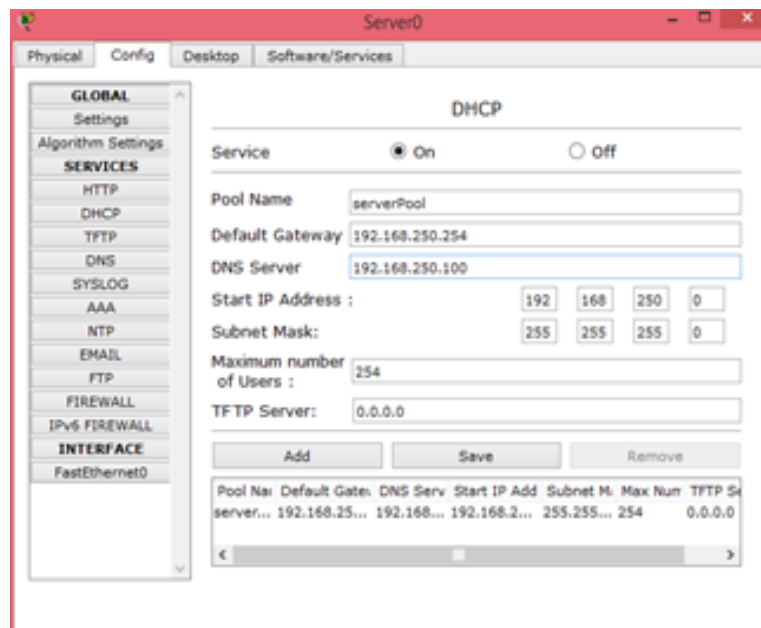 Server0
Physical Config Desktop Software/Services
GLOBAL
Settings
Algorithm Settings
SERVICES
HTTP
DHCP
TFTP
DNS
SYSLOG
AAA
NTP
EMAIL
FTP
FIREWALL
IPv6 FIREWALL
INTERFACE
FastEthernet0
DHCP
Service On Off
Pool Name serverPool
Default Gateway 192.168.250.254
DNS Server 192.168.250.100
Start IP Address : 192 168 250 0
Subnet Mask: 255 255 255 0
Maximum number
of Users : 254
TFTP Server: 0.0.0.0
Add Save Remove
Pool Nai Default Gatev DNS Serv Start IP Add Subnet M: Max Num TFTP Se
server... 192.168.25... 192.168... 192.168.2... 255.255... 254 0.0.0.0